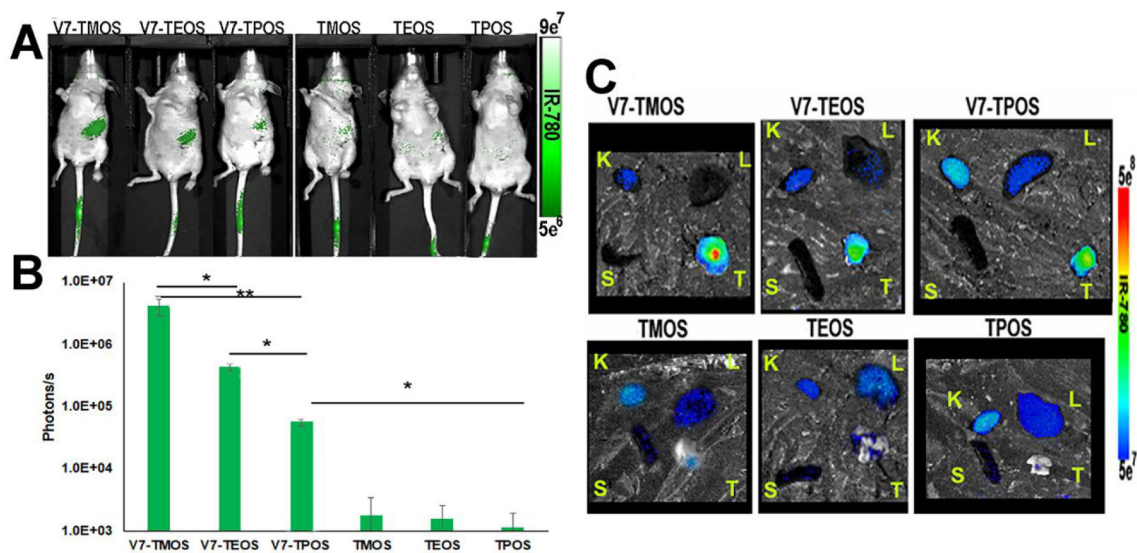 A
V7-TMOS V7-TEOS V7-TPOS TMOS TEOS TPOS
9e⁷
IR-780
5e⁶
B
1.0E+07
1.0E+06
1.0E+05
1.0E+04
1.0E+03
Photons/s
*
**
*
*
V7-TMOS V7-TEOS V7-TPOS TMOS TEOS TPOS
C
V7-TMOS V7-TEOS V7-TPOS
K L K L K L
S T S T S T
TMOS TEOS TPOS
K L K L K L
S T S T S T
5e⁸
IR-780
5e⁷